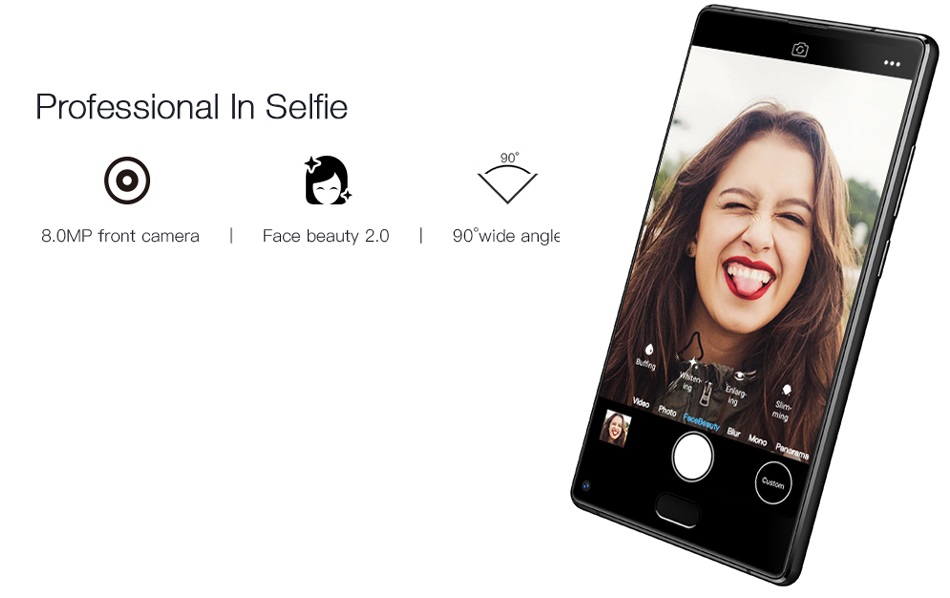 Professional In Selfie
90°
8.0MP front camera | Face beauty 2.0 | 90°wide angle
Buffing
Whiten-
ing
Enlarg-
ing
Slim-
ming
Video Photo FaceBeauty Blur Mono Panorama
Custom